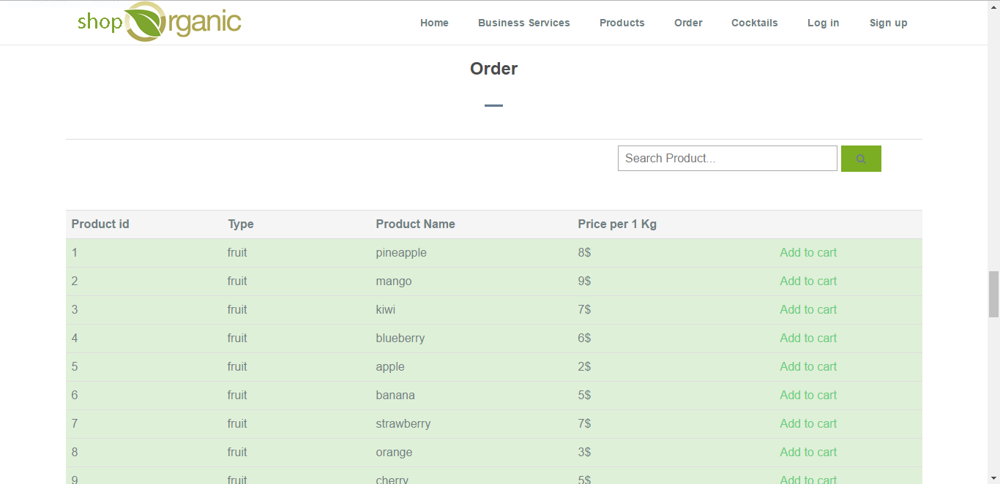 shop Organic
Home Business Services Products Order Cocktails Log in Sign up
Order
Search Product...
Product id Type Product Name Price per 1 Kg
1 fruit pineapple 8$ Add to cart
2 fruit mango 9$ Add to cart
3 fruit kiwi 7$ Add to cart
4 fruit blueberry 6$ Add to cart
5 fruit apple 2$ Add to cart
6 fruit banana 5$ Add to cart
7 fruit strawberry 7$ Add to cart
8 fruit orange 3$ Add to cart
9 fruit cherry 5$ Add to cart